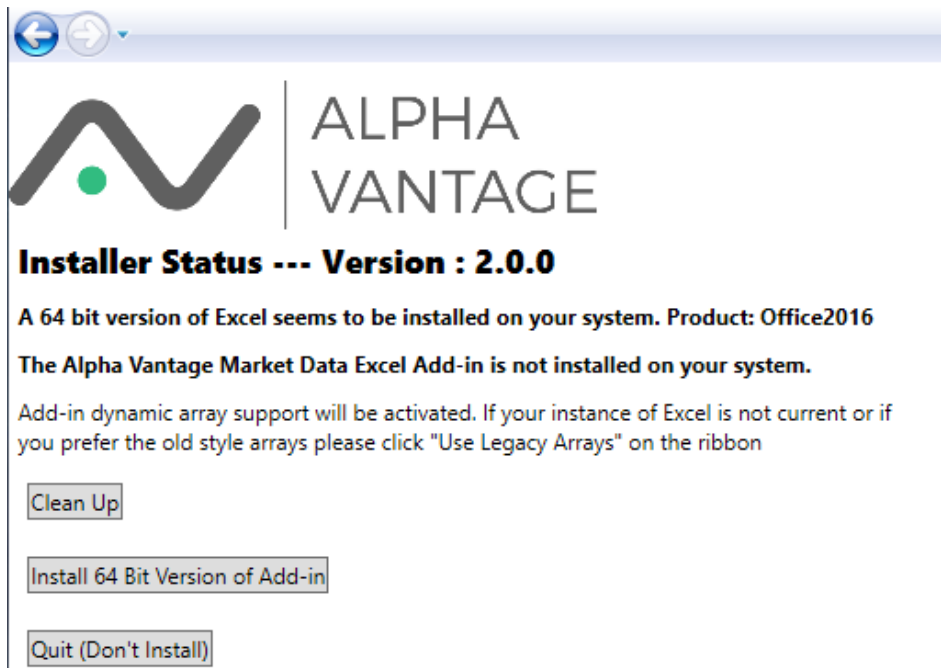 ALPHA
VANTAGE
Installer Status --- Version : 2.0.0
A 64 bit version of Excel seems to be installed on your system. Product: Office2016
The Alpha Vantage Market Data Excel Add-in is not installed on your system.
Add-in dynamic array support will be activated. If your instance of Excel is not current or if
you prefer the old style arrays please click "Use Legacy Arrays" on the ribbon
Clean Up
Install 64 Bit Version of Add-in
Quit (Don't Install)